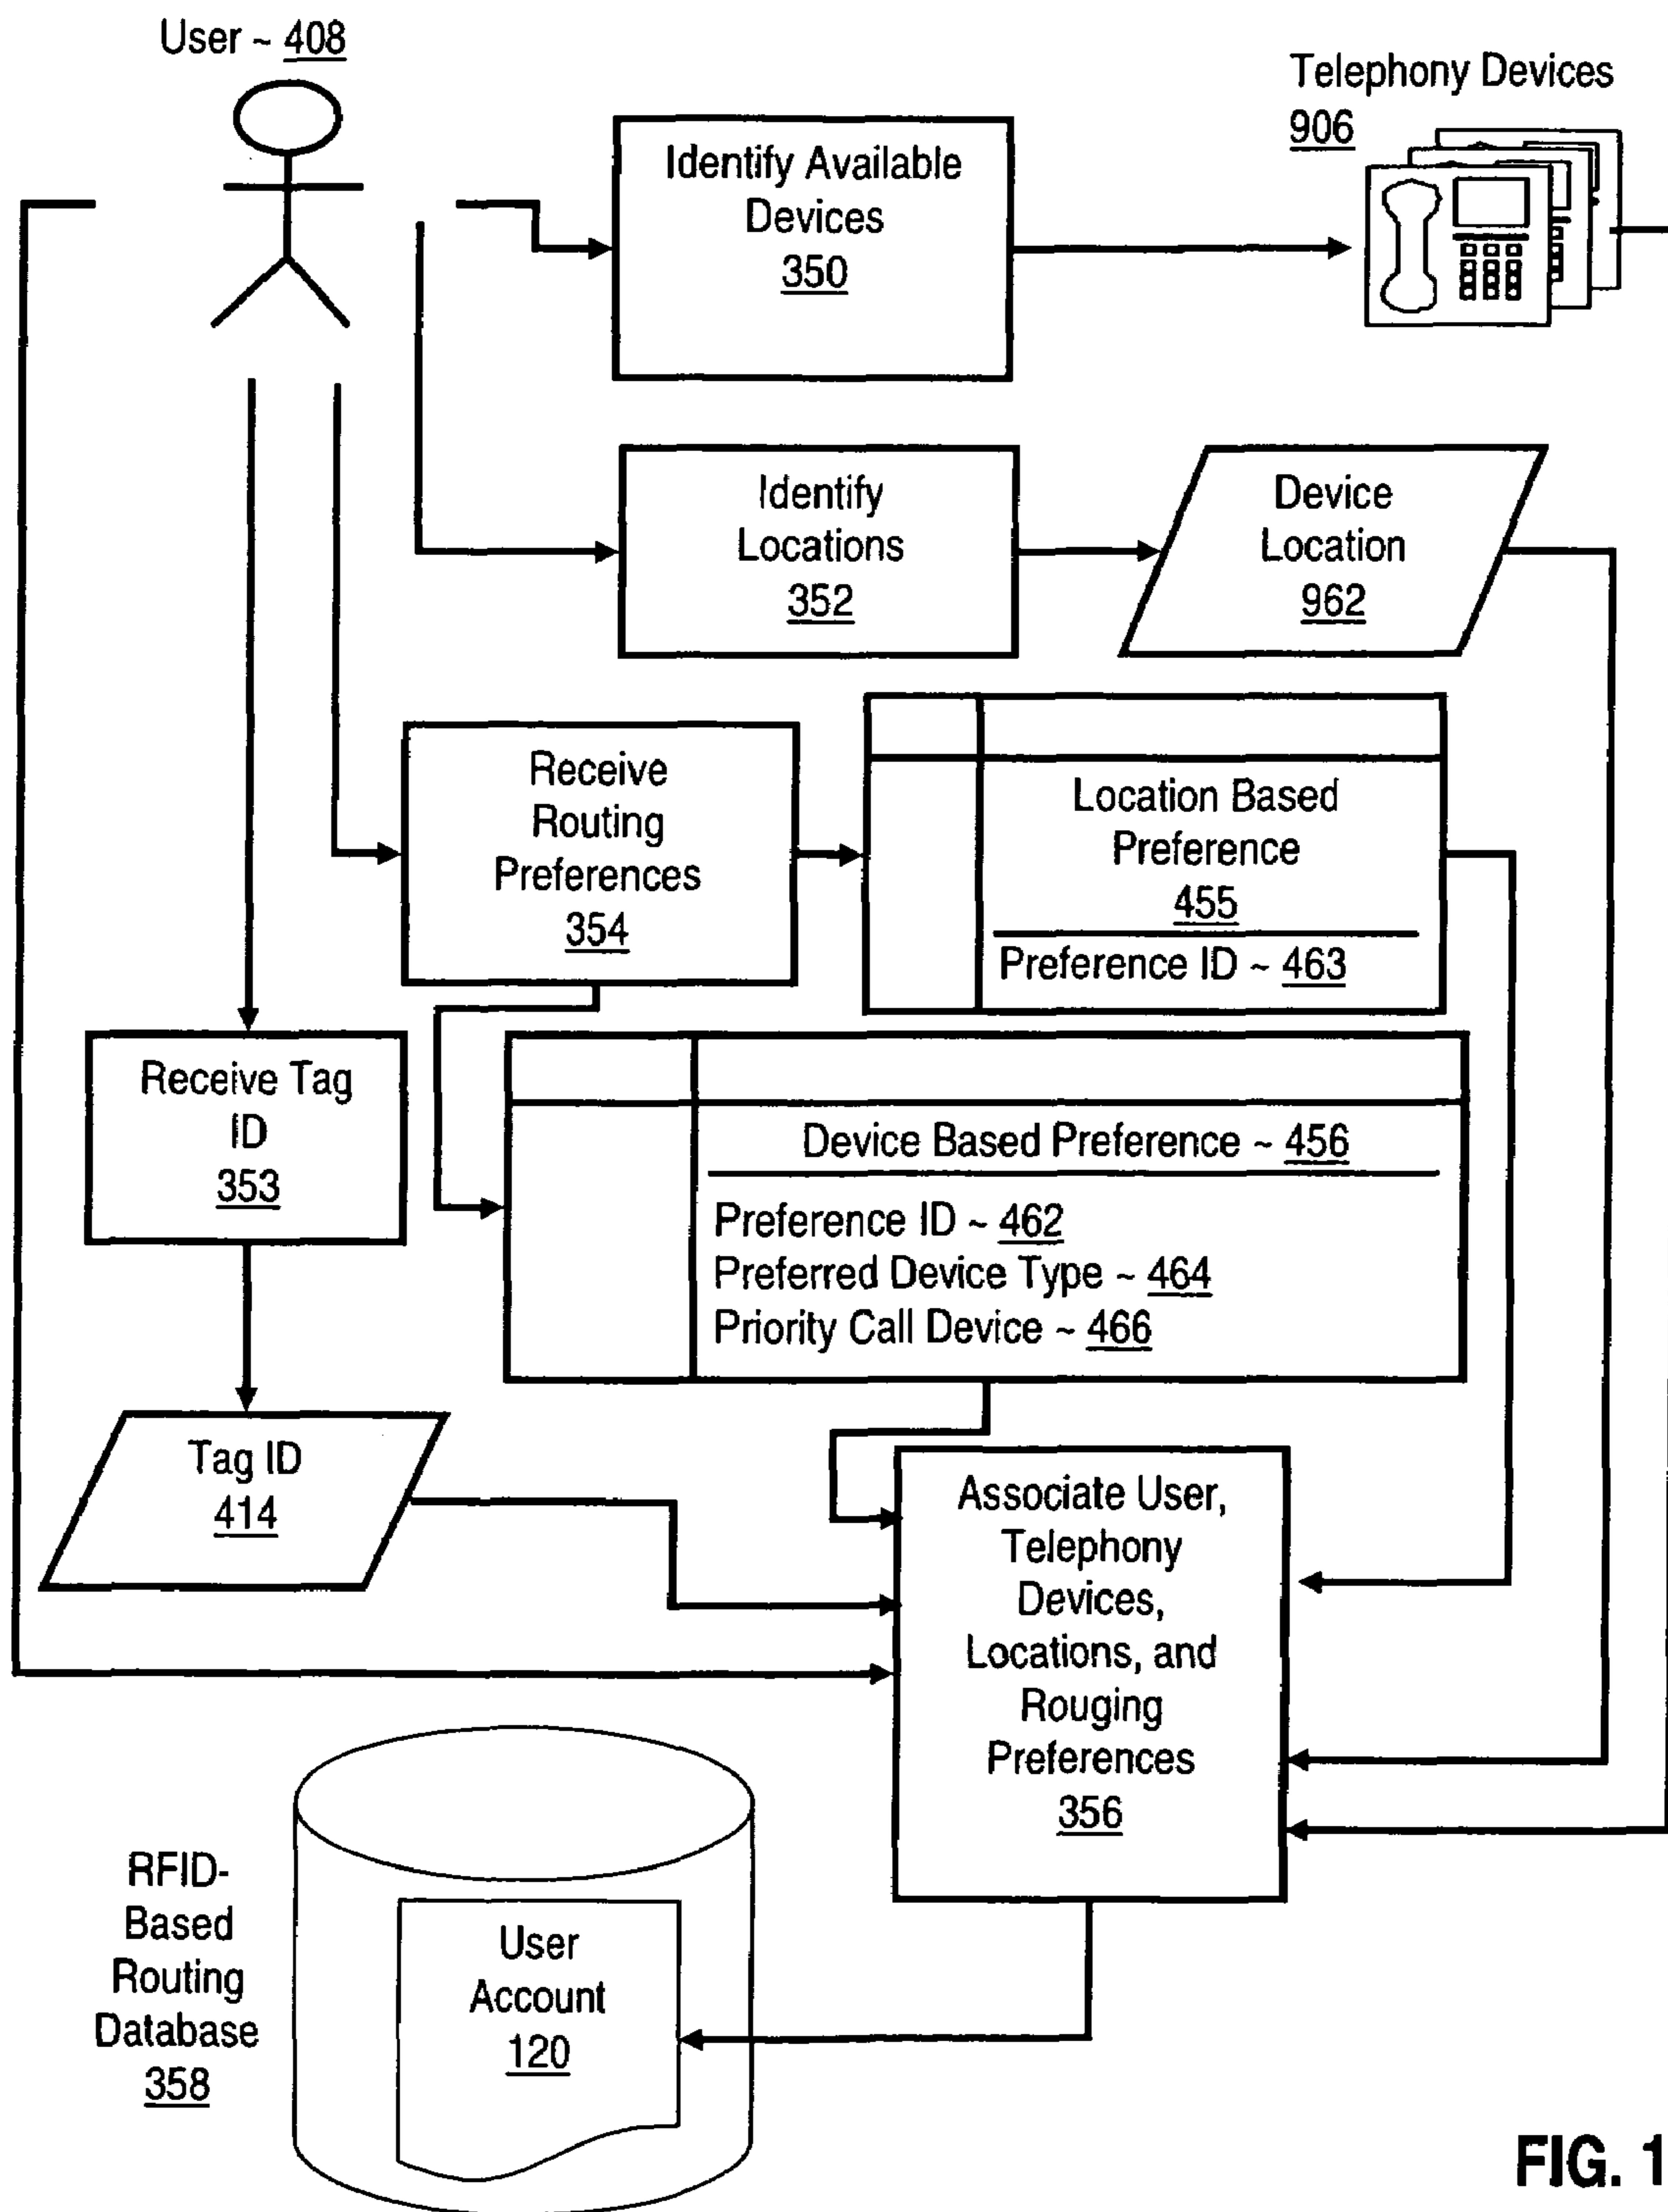 User ~ 408
Telephony Devices
906
Identify Available
Devices
350
Identify
Locations
352
Device
Location
962
Receive
Routing
Preferences
354
Location Based
Preference
455
Preference ID ~ 463
Receive Tag
ID
353
Device Based Preference ~ 456
Preference ID ~ 462
Preferred Device Type ~ 464
Priority Call Device ~ 466
Tag ID
414
Associate User,
Telephony
Devices,
Locations, and
Rouging
Preferences
356
RFID-
Based
Routing
Database
358
User
Account
120
FIG. 1